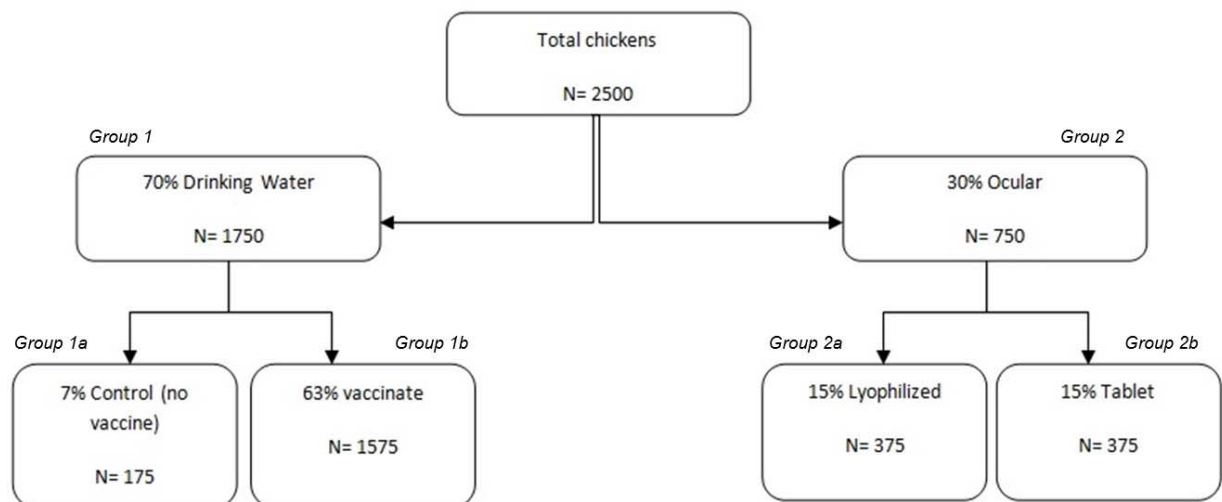 Total chickens
N= 2500
Group 1
70% Drinking Water
N= 1750
Group 2
30% Ocular
N= 750
Group 1a
7% Control (no
vaccine)
N= 175
Group 1b
63% vaccinate
N= 1575
Group 2a
15% Lyophilized
N= 375
Group 2b
15% Tablet
N= 375